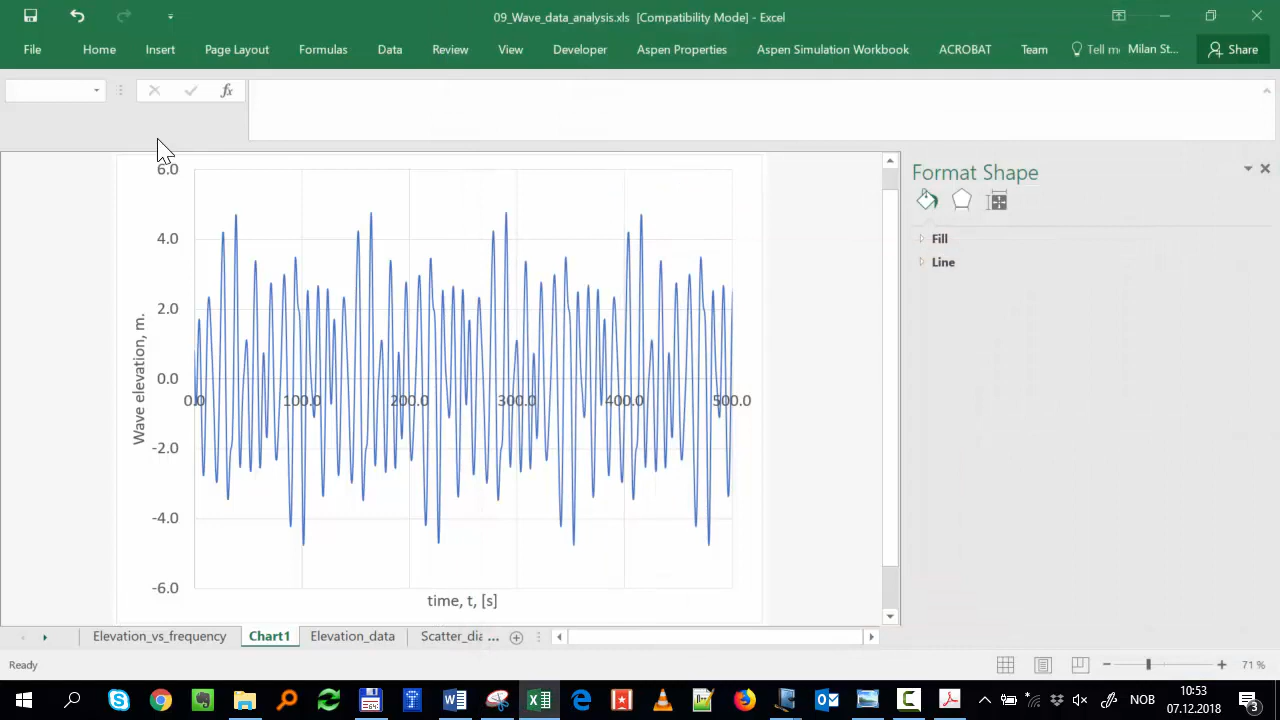 09_Wave_data_analysis.xls [Compatibility Mode] - Excel
File Home Insert Page Layout Formulas Data Review View Developer Aspen Properties Aspen Simulation Workbook ACROBAT Team Tell me Milan St... Share
fx
Format Shape
Fill
Line
6.0
4.0
2.0
0.0
-2.0
-4.0
-6.0
Wave elevation, m.
0.0 100.0 200.0 300.0 400.0 500.0
time, t, [s]
Elevation_vs_frequency Chart1 Elevation_data Scatter_dia ...
Ready 71 %
NOB
10:53
07.12.2018
3